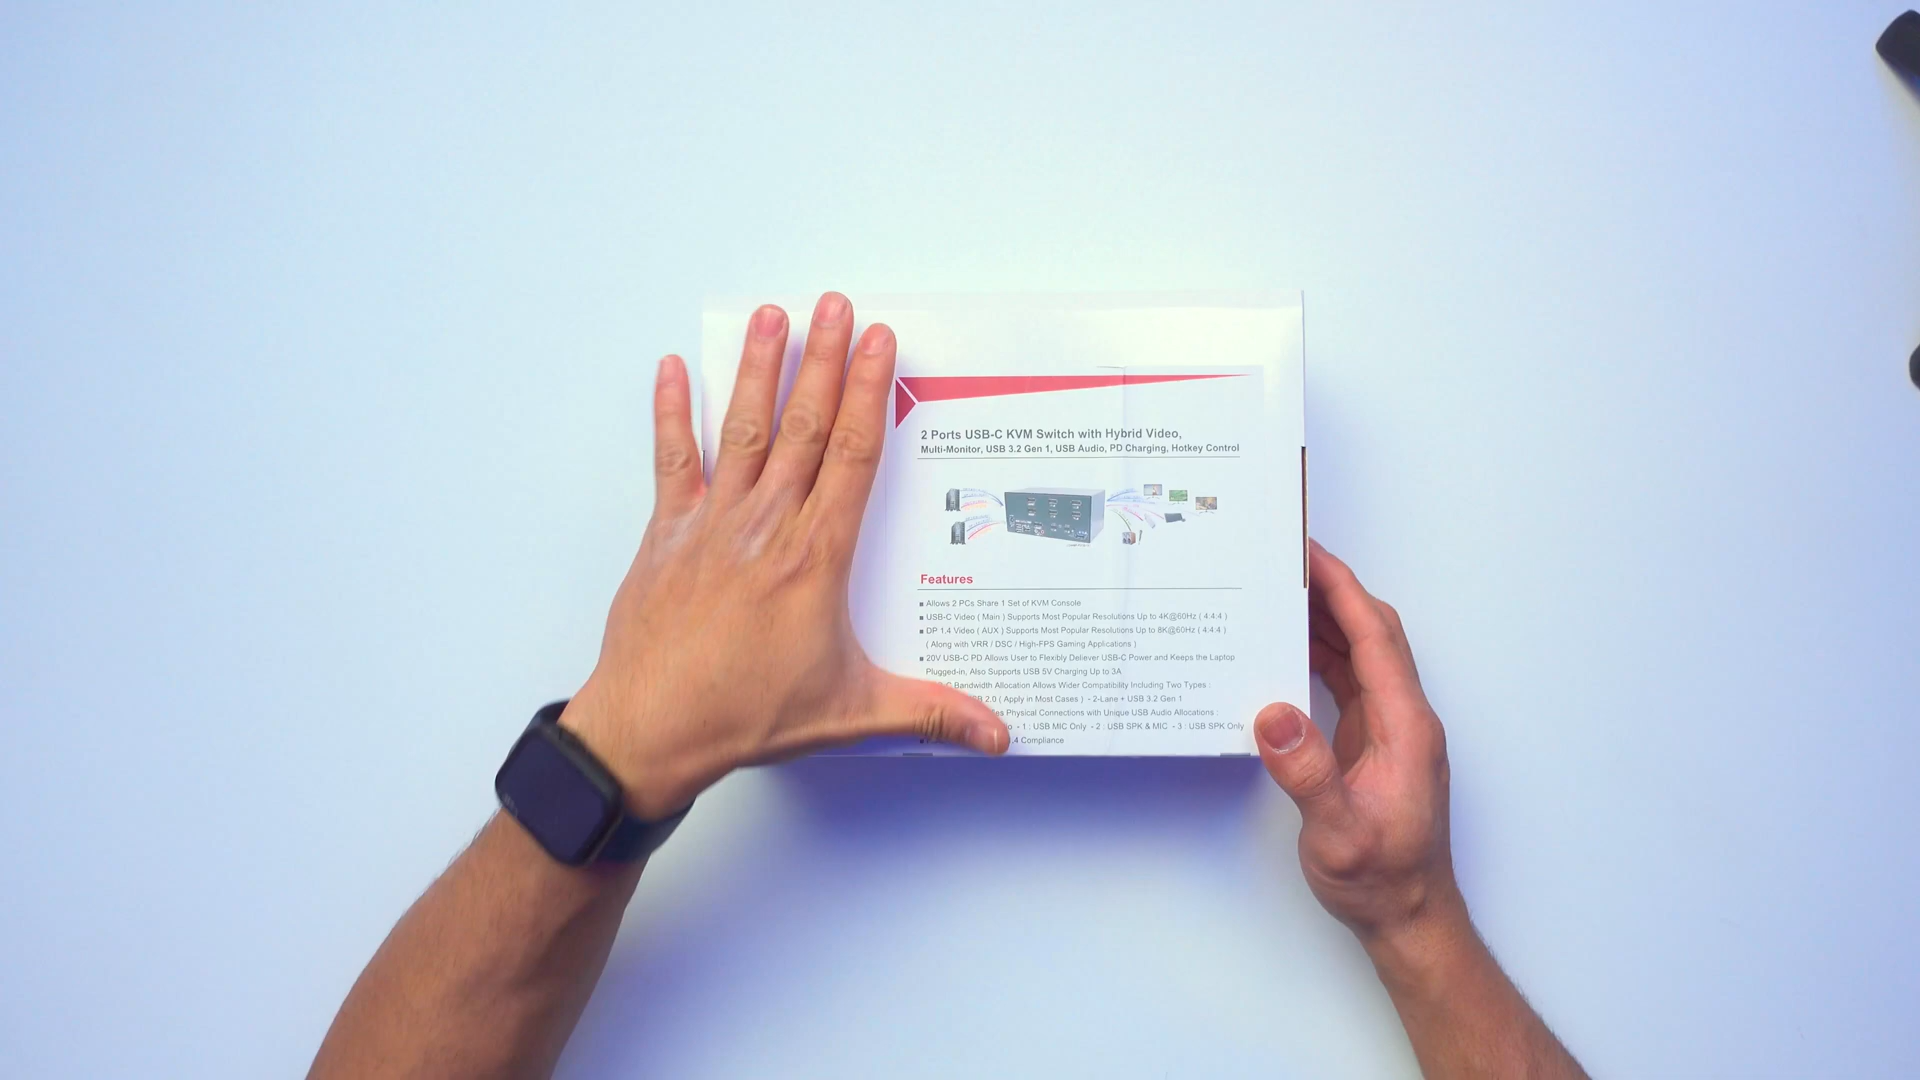 2 Ports USB-C KVM Switch with Hybrid Video,
Multi-Monitor, USB 3.2 Gen 1, USB Audio, PD Charging, Hotkey Control
Features
■ Allows 2 PCs Share 1 Set of KVM Console
■ USB-C Video ( Main ) Supports Most Popular Resolutions Up to 4K@60Hz ( 4:4:4 )
■ DP 1.4 Video ( AUX ) Supports Most Popular Resolutions Up to 8K@60Hz ( 4:4:4 )
( Along with VRR / DSC / High-FPS Gaming Applications )
■ 20V USB-C PD Allows User to Flexibly Deliever USB-C Power and Keeps the Laptop
Plugged-in, Also Supports USB 5V Charging Up to 3A
Bandwidth Allocation Allows Wider Compatibility Including Two Types :
2.0 ( Apply in Most Cases ) - 2-Lane + USB 3.2 Gen 1
Physical Connections with Unique USB Audio Allocations :
- 1 : USB MIC Only - 2 : USB SPK & MIC - 3 : USB SPK Only
Compliance